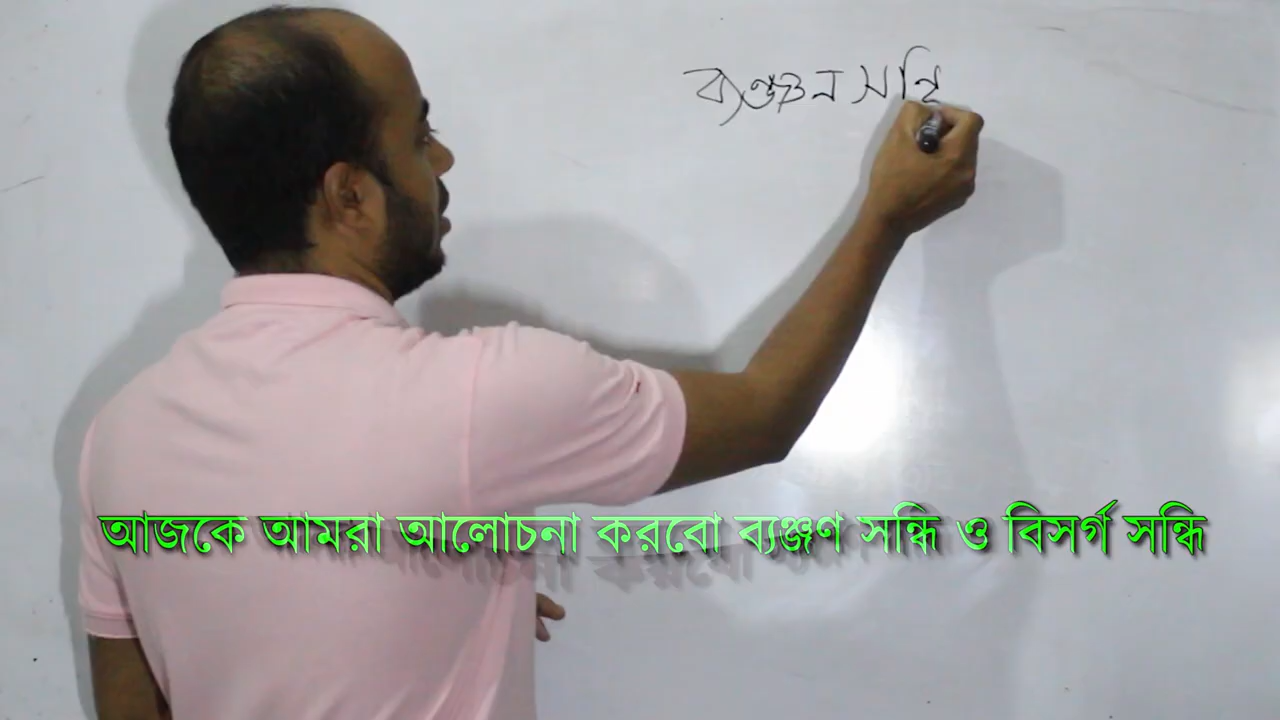 ব্যঞ্জন সন্ধি
আজকে আমরা আলোচনা করবো ব্যঞ্জণ সন্ধি ও বিসর্গ সন্ধি